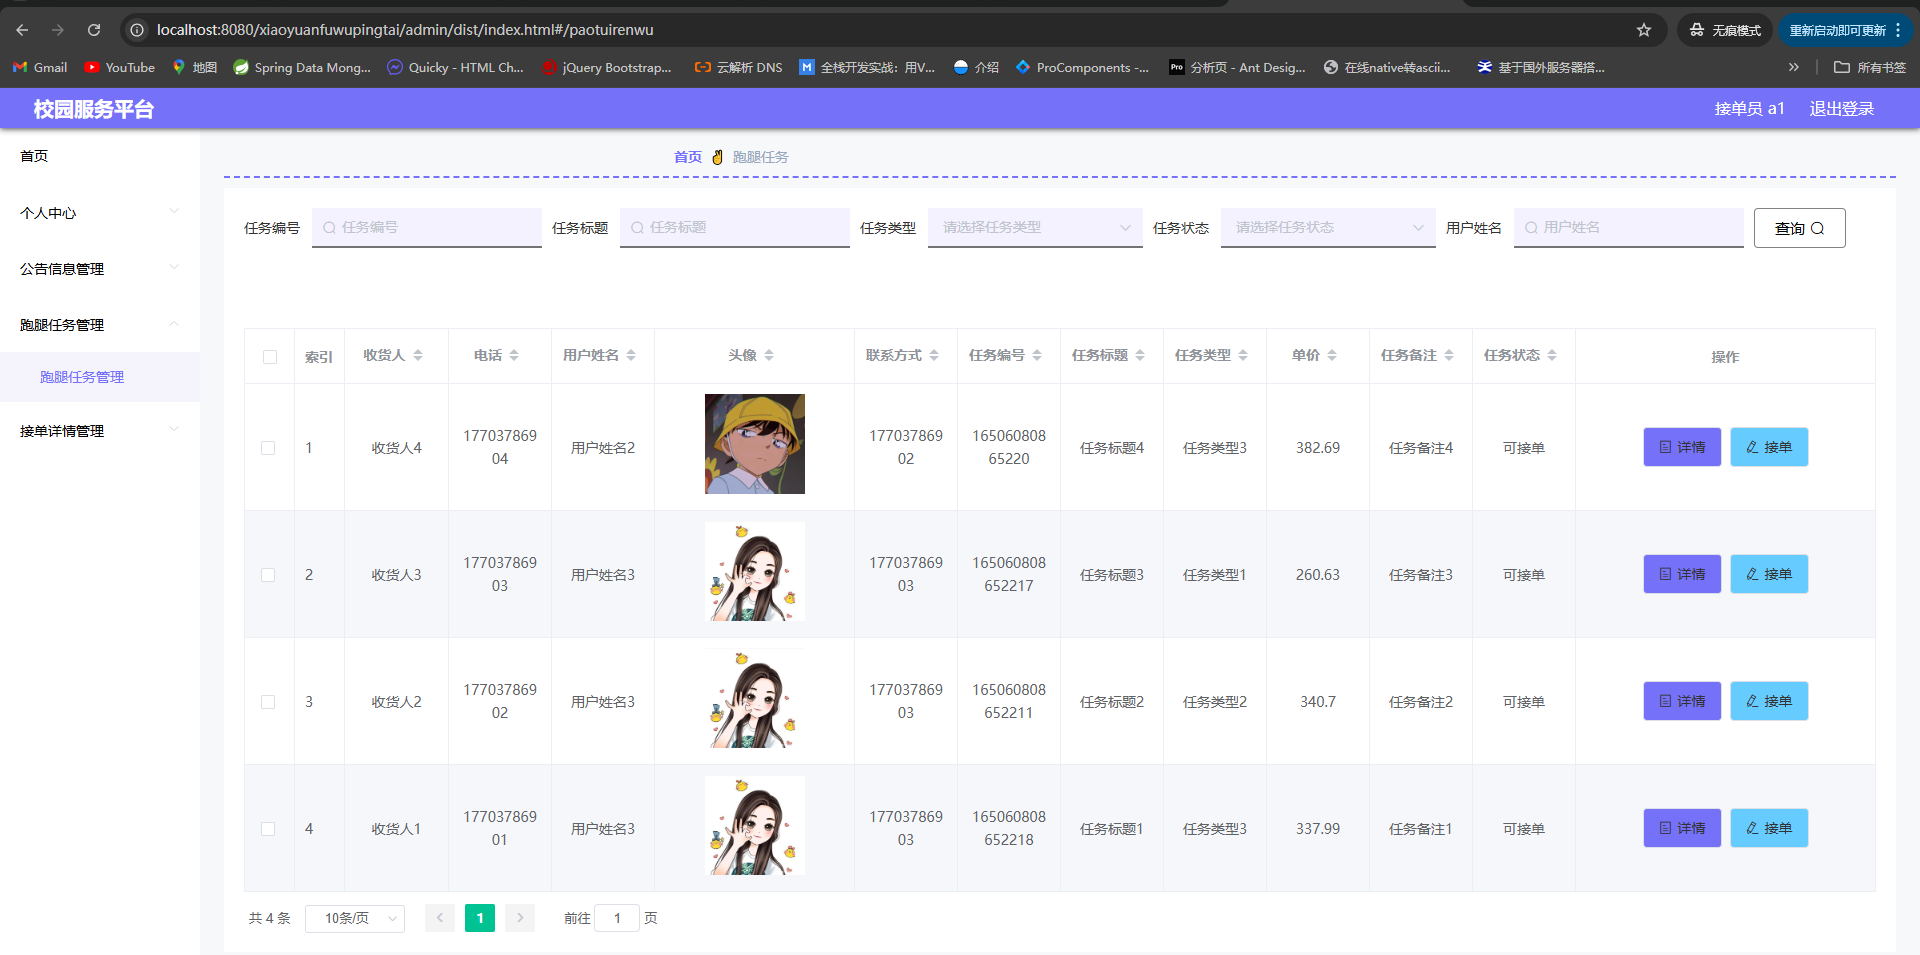 localhost:8080/xiaoyuanfuwupingtai/admin/dist/index.html#/paotuirenwu
无痕模式
重新启动即可更新
Gmail
YouTube
地图
Spring Data Mong...
Quicky - HTML Ch...
jQuery Bootstrap...
云解析 DNS
全栈开发实战：用V...
介绍
ProComponents -...
Pro
分析页 - Ant Desig...
在线native转ascii...
基于国外服务器搭...
所有书签
校园服务平台
接单员 a1
退出登录
首页
个人中心
公告信息管理
跑腿任务管理
跑腿任务管理
接单详情管理
首页
跑腿任务
任务编号
任务编号
任务标题
任务标题
任务类型
请选择任务类型
任务状态
请选择任务状态
用户姓名
用户姓名
查询
索引 收货人 电话 用户姓名 头像 联系方式 任务编号 任务标题 任务类型 单价 任务备注 任务状态 操作
1 收货人4 17703786904 用户姓名2 17703786902 16506080865220 任务标题4 任务类型3 382.69 任务备注4 可接单 详情 接单
2 收货人3 17703786903 用户姓名3 17703786903 165060808652217 任务标题3 任务类型1 260.63 任务备注3 可接单 详情 接单
3 收货人2 17703786902 用户姓名3 17703786903 165060808652211 任务标题2 任务类型2 340.7 任务备注2 可接单 详情 接单
4 收货人1 17703786901 用户姓名3 17703786903 165060808652218 任务标题1 任务类型3 337.99 任务备注1 可接单 详情 接单
共 4 条 10条/页 1 前往 1 页